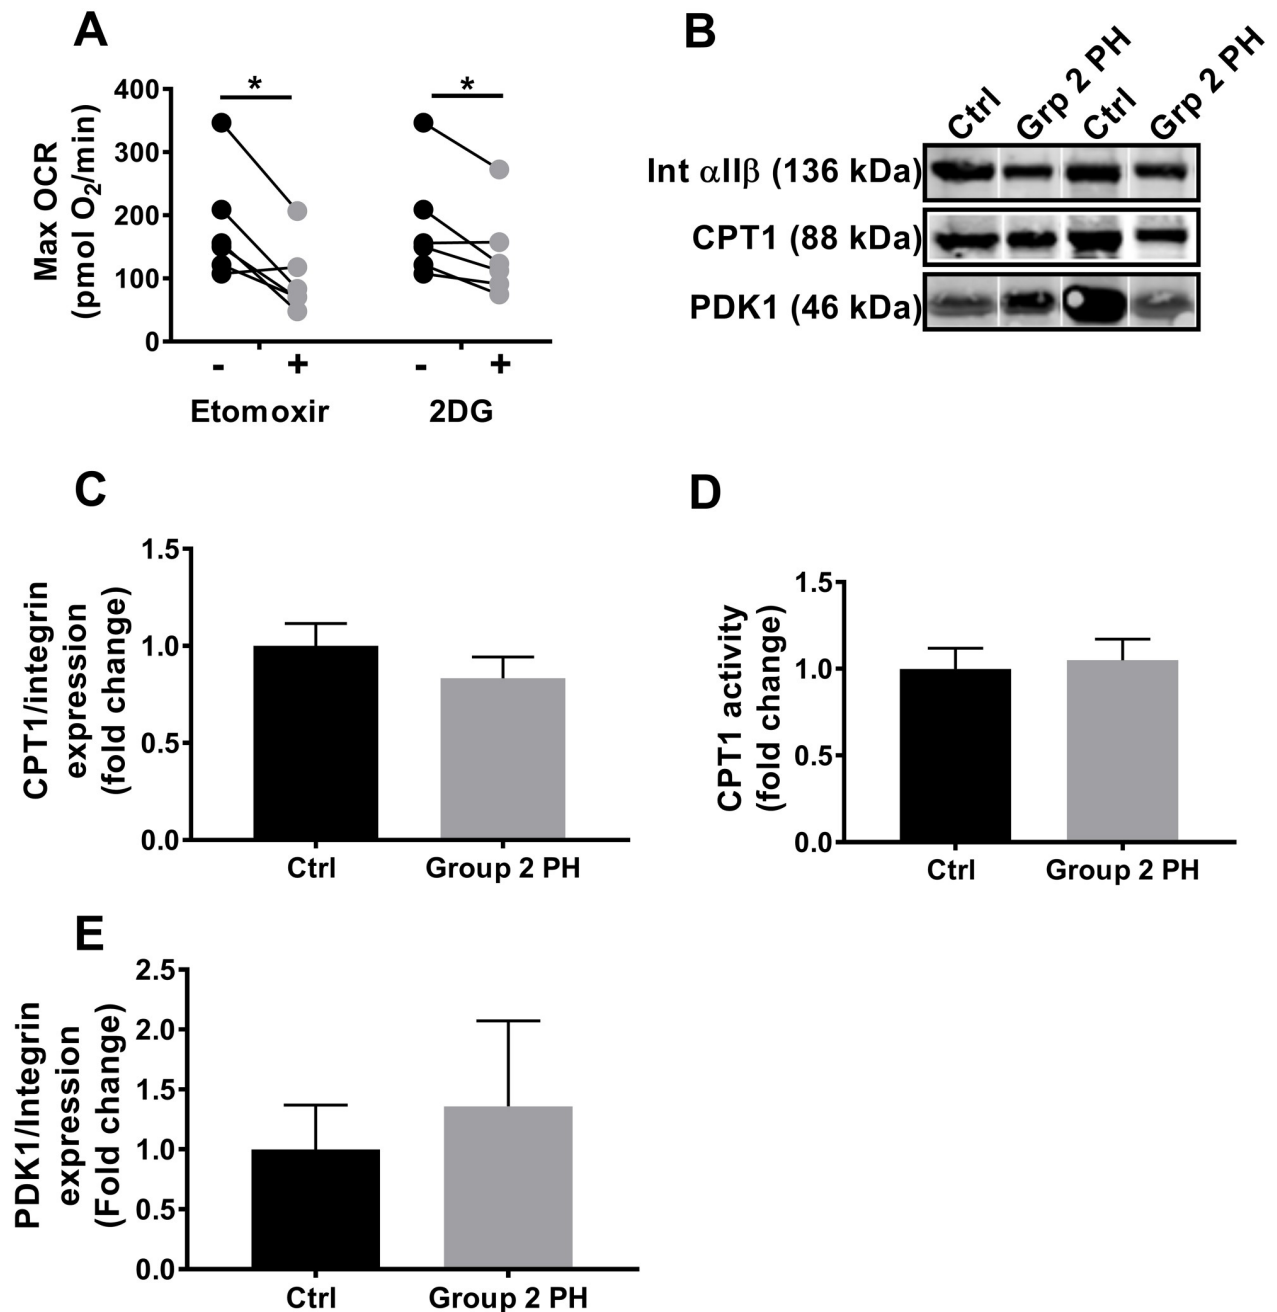 A
400
300
200
100
0
Max OCR
(pmol O₂/min)
*
*
- +
- +
Etomoxir
2DG
B
Ctrl
Grp 2 PH
Ctrl
Grp 2 PH
Int αIIβ (136 kDa)
CPT1 (88 kDa)
PDK1 (46 kDa)
C
1.5
1.0
0.5
0.0
CPT1/integrin
expression
(fold change)
Ctrl
Group 2 PH
D
1.5
1.0
0.5
0.0
CPT1 activity
(fold change)
Ctrl
Group 2 PH
E
2.5
2.0
1.5
1.0
0.5
0.0
PDK1/Integrin
expression
(Fold change)
Ctrl
Group 2 PH